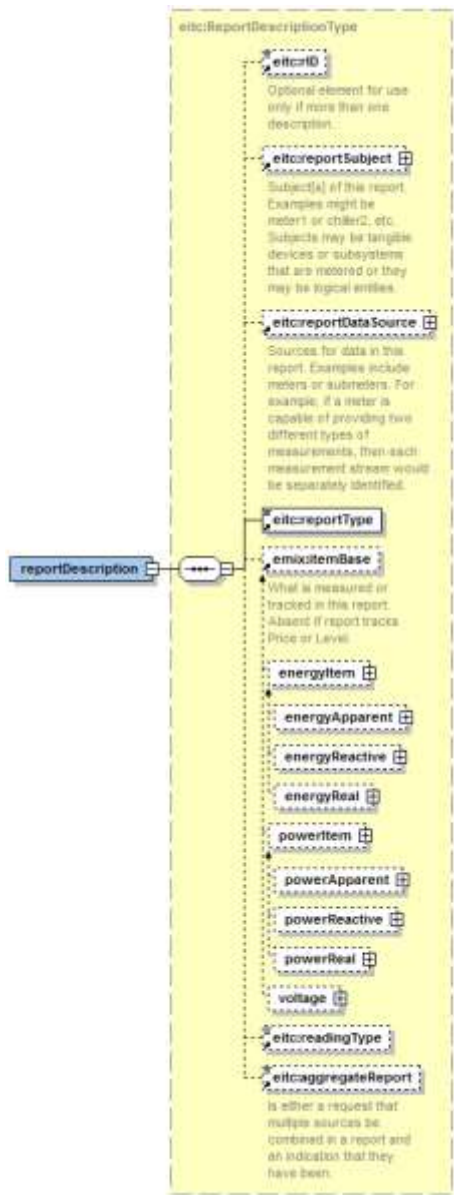 eitc:ReportDescriptionType
eitc:rID
Optional element for use
only if more than one
description.
eitc:reportSubject
Subject[s] of this report.
Examples might be
meter1 or chiller2, etc.
Subjects may be tangible
devices or subsystems
that are metered or they
may be logical entities.
eitc:reportDataSource
Sources for data in this
report. Examples include
meters or submeters. For
example, if a meter is
capable of providing two
different types of
measurements, then each
measurement stream would
be separately identified.
eitc:reportType
reportDescription
emix:itemBase
What is measured or
tracked in this report.
Absent if report tracks
Price or Level
energyItem
energyApparent
energyReactive
energyReal
powerItem
powerApparent
powerReactive
powerReal
voltage
eitc:readingType
eitc:aggregateReport
Is either a request that
multiple sources be
combined in a report and
an indication that they
have been.